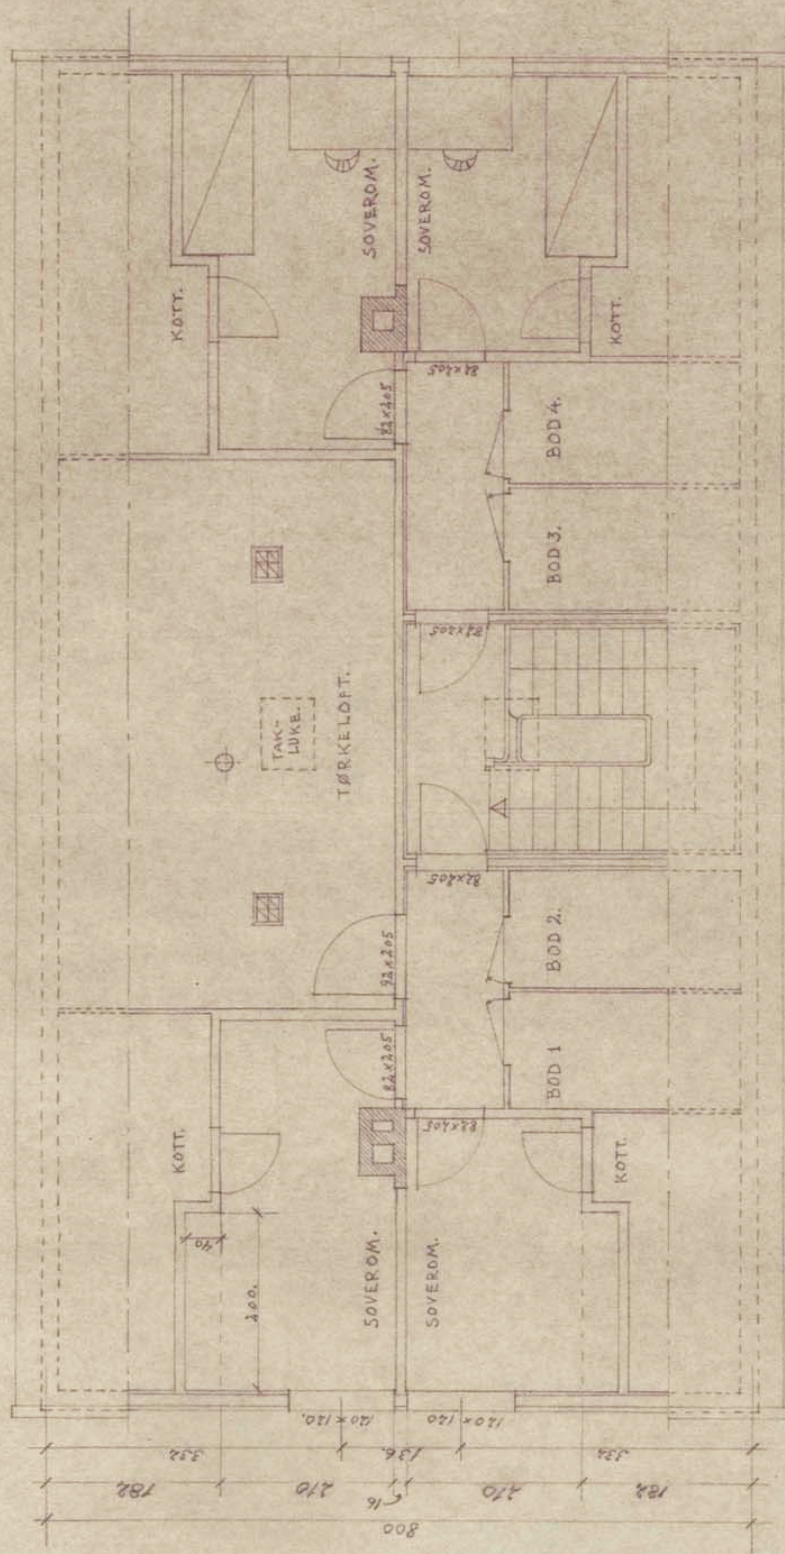 KOTT.
SOVEROM.
SOVEROM.
KOTT.
82x205
82x205
BOD 4.
BOD 3.
82x205
TAK-
LUKE.
TØRKELOFT.
82x205
BOD 2.
92x205
82x205
BOD 1
82x205
KOTT.
KOTT.
40
200.
SOVEROM.
SOVEROM.
120x120.
120x120
332
136.
332
182
210
16
210
182
800